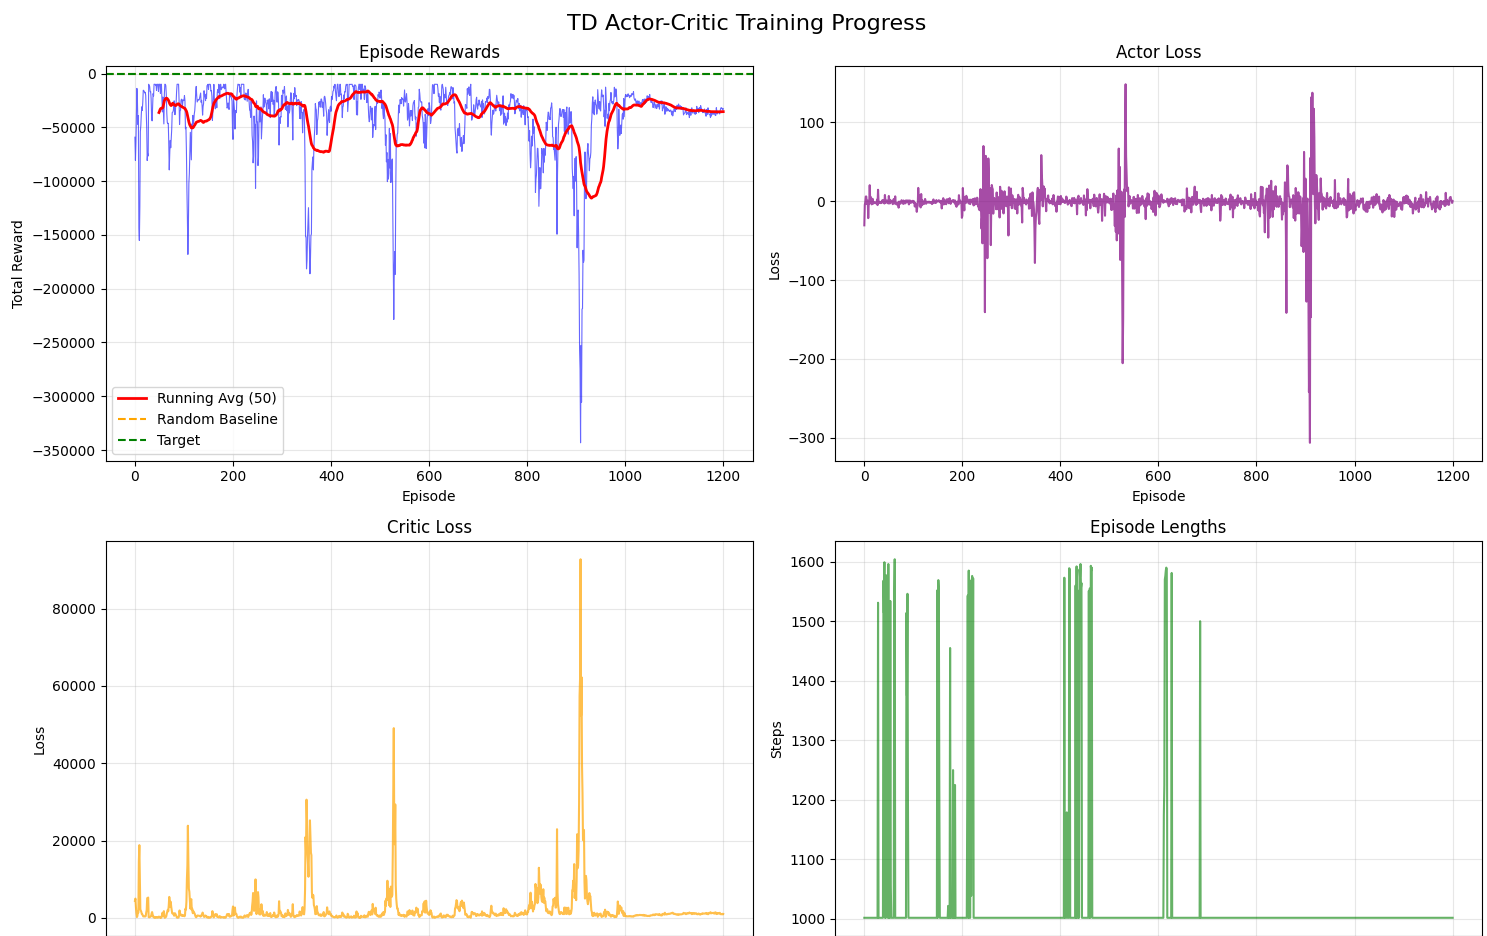 TD Actor-Critic Training Progress
Episode Rewards
Total Reward
0
−50000
−100000
−150000
−200000
−250000
−300000
−350000
Running Avg (50)
Random Baseline
Target
0 200 400 600 800 1000 1200
Episode
Actor Loss
Loss
100
0
−100
−200
−300
0 200 400 600 800 1000 1200
Episode
Critic Loss
Loss
80000
60000
40000
20000
0
Episode Lengths
Steps
1600
1500
1400
1300
1200
1100
1000